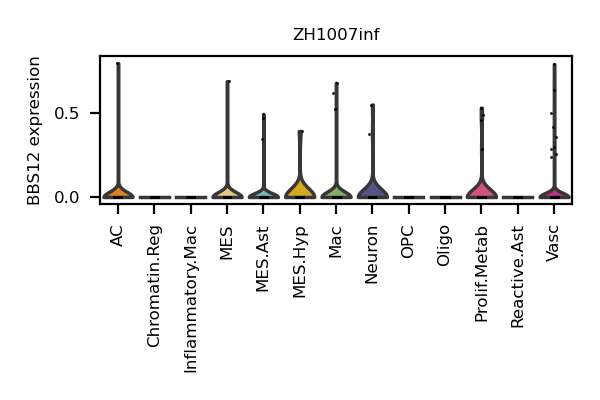 ZH1007inf
BBS12 expression
0.5
0.0
AC
Chromatin.Reg
Inflammatory.Mac
MES
MES.Ast
MES.Hyp
Mac
Neuron
OPC
Oligo
Prolif.Metab
Reactive.Ast
Vasc